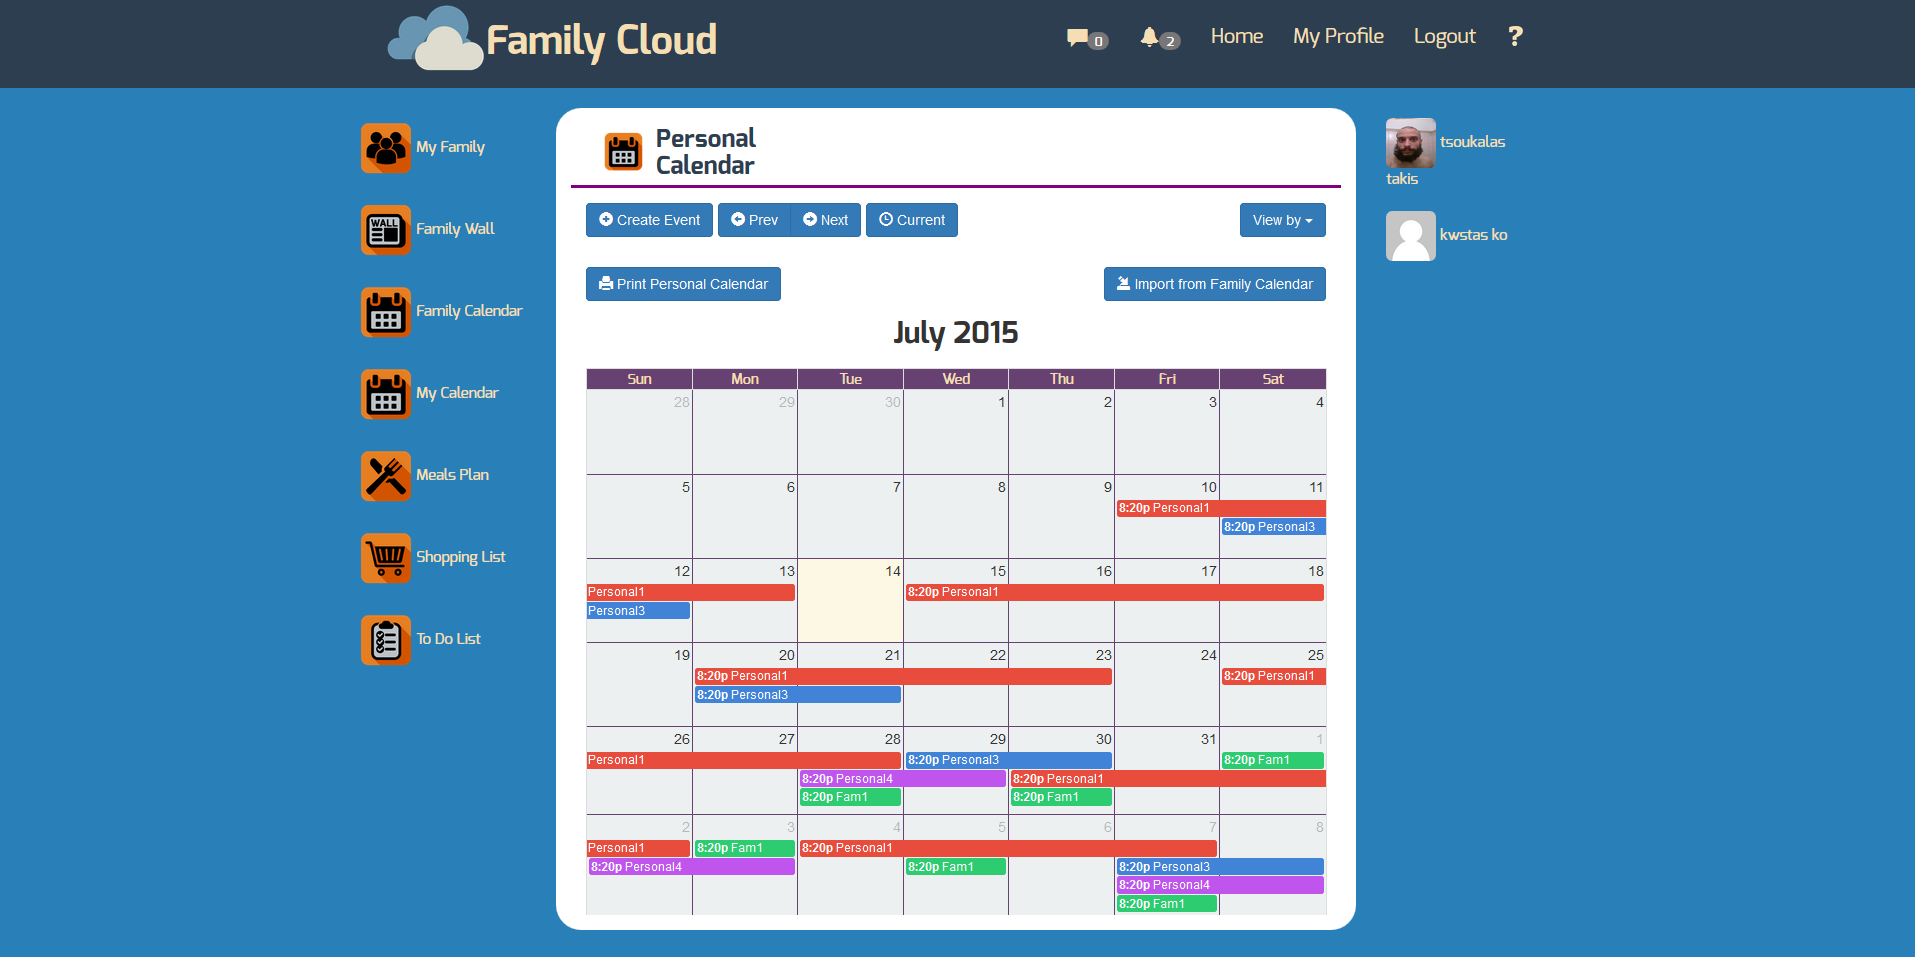 Family Cloud
0
2
Home
My Profile
Logout
?
My Family
WALL
Family Wall
Family Calendar
My Calendar
Meals Plan
Shopping List
To Do List
Personal
Calendar
Create Event
Prev
Next
Current
View by
Print Personal Calendar
Import from Family Calendar
July 2015
Sun Mon Tue Wed Thu Fri Sat
28 29 30 1 2 3 4
5 6 7 8 9 10 11
8:20p Personal1
8:20p Personal3
12 13 14 15 16 17 18
Personal1 8:20p Personal1
Personal3
19 20 21 22 23 24 25
8:20p Personal1 8:20p Personal1
8:20p Personal3
26 27 28 29 30 31 1
Personal1 8:20p Personal3 8:20p Fam1
8:20p Personal4 8:20p Personal1
8:20p Fam1 8:20p Fam1
2 3 4 5 6 7 8
Personal1 8:20p Fam1 8:20p Personal1
8:20p Personal4 8:20p Fam1 8:20p Personal3
8:20p Personal4
8:20p Fam1
tsoukalas
takis
kwstas ko